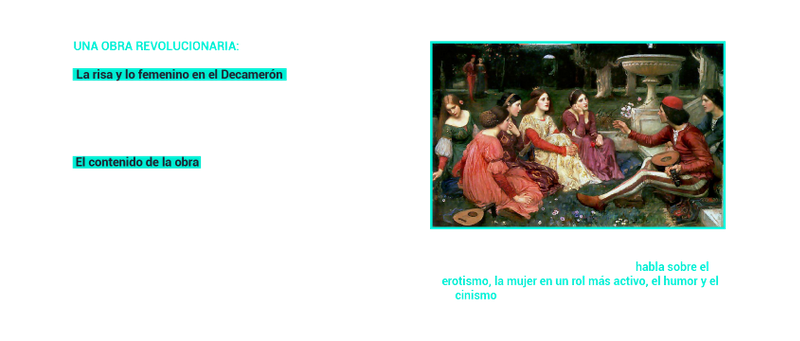 UNA OBRA REVOLUCIONARIA:
La risa y lo femenino en el Decamerón
El contenido de la obra
habla sobre el
erotismo, la mujer en un rol más activo, el humor y el
cinismo